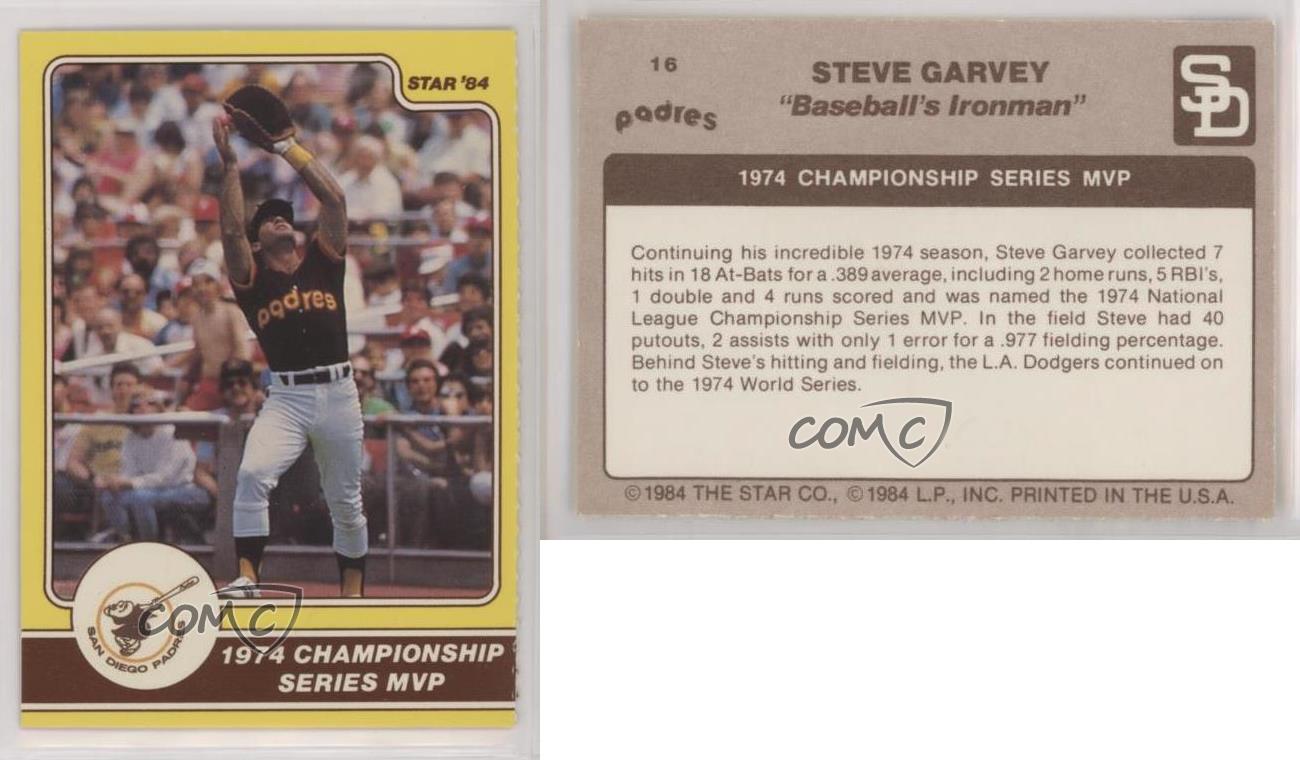 STAR '84
padres
SAN DIEGO PADRES
COMC
1974 CHAMPIONSHIP
SERIES MVP
16
padres
STEVE GARVEY
"Baseball's Ironman"
SD
1974 CHAMPIONSHIP SERIES MVP
Continuing his incredible 1974 season, Steve Garvey collected 7
hits in 18 At-Bats for a .389 average, including 2 home runs, 5 RBI's,
1 double and 4 runs scored and was named the 1974 National
League Championship Series MVP. In the field Steve had 40
putouts, 2 assists with only 1 error for a .977 fielding percentage.
Behind Steve's hitting and fielding, the L.A. Dodgers continued on
to the 1974 World Series.
COMC
©1984 THE STAR CO., ©1984 L.P., INC. PRINTED IN THE U.S.A.